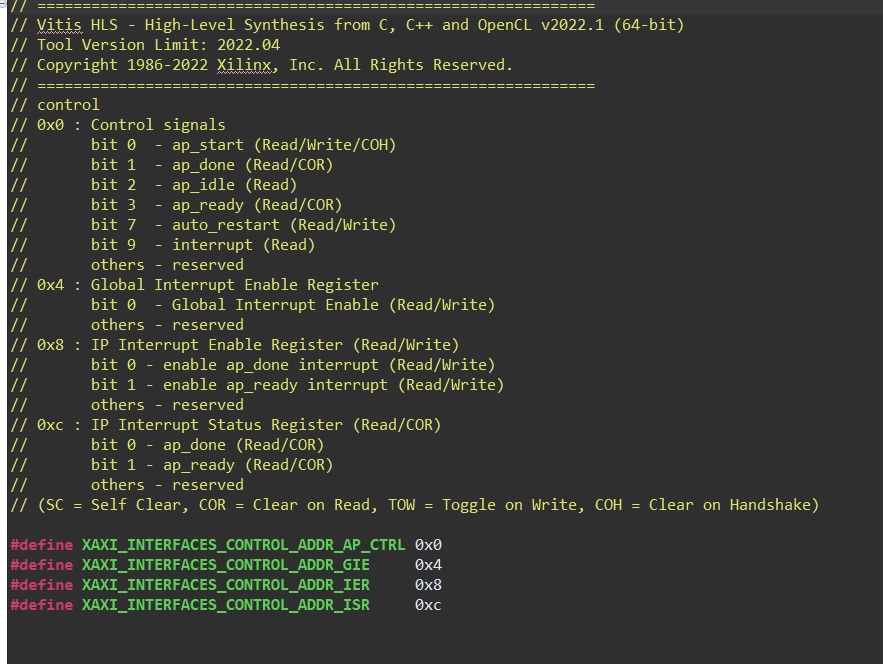 // ==============================================================
// Vitis HLS - High-Level Synthesis from C, C++ and OpenCL v2022.1 (64-bit)
// Tool Version Limit: 2022.04
// Copyright 1986-2022 Xilinx, Inc. All Rights Reserved.
// ==============================================================
// control
// 0x0 : Control signals
//       bit 0  - ap_start (Read/Write/COH)
//       bit 1  - ap_done (Read/COR)
//       bit 2  - ap_idle (Read)
//       bit 3  - ap_ready (Read/COR)
//       bit 7  - auto_restart (Read/Write)
//       bit 9  - interrupt (Read)
//       others - reserved
// 0x4 : Global Interrupt Enable Register
//       bit 0  - Global Interrupt Enable (Read/Write)
//       others - reserved
// 0x8 : IP Interrupt Enable Register (Read/Write)
//       bit 0 - enable ap_done interrupt (Read/Write)
//       bit 1 - enable ap_ready interrupt (Read/Write)
//       others - reserved
// 0xc : IP Interrupt Status Register (Read/COR)
//       bit 0 - ap_done (Read/COR)
//       bit 1 - ap_ready (Read/COR)
//       others - reserved
// (SC = Self Clear, COR = Clear on Read, TOW = Toggle on Write, COH = Clear on Handshake)
#define XAXI_INTERFACES_CONTROL_ADDR_AP_CTRL 0x0
#define XAXI_INTERFACES_CONTROL_ADDR_GIE     0x4
#define XAXI_INTERFACES_CONTROL_ADDR_IER     0x8
#define XAXI_INTERFACES_CONTROL_ADDR_ISR     0xc